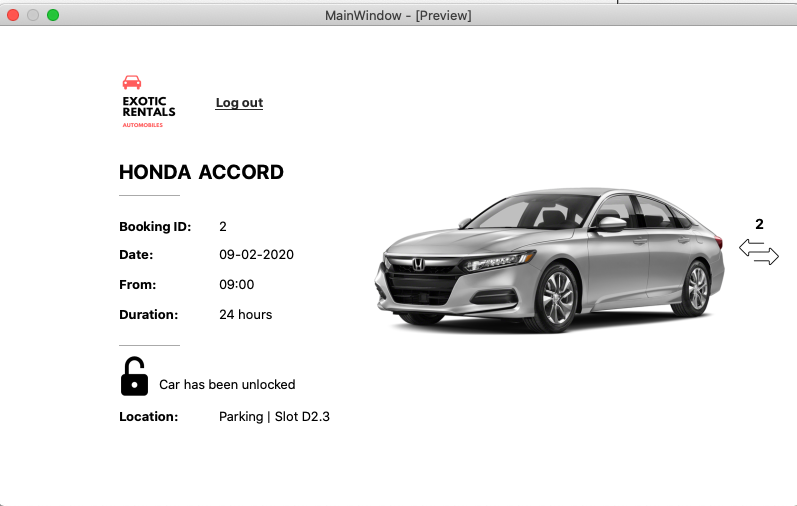 MainWindow - [Preview]
EXOTIC
RENTALS
AUTOMOBILES
Log out
HONDA ACCORD
Booking ID: 2
Date: 09-02-2020
From: 09:00
Duration: 24 hours
2
Car has been unlocked
Location: Parking | Slot D2.3